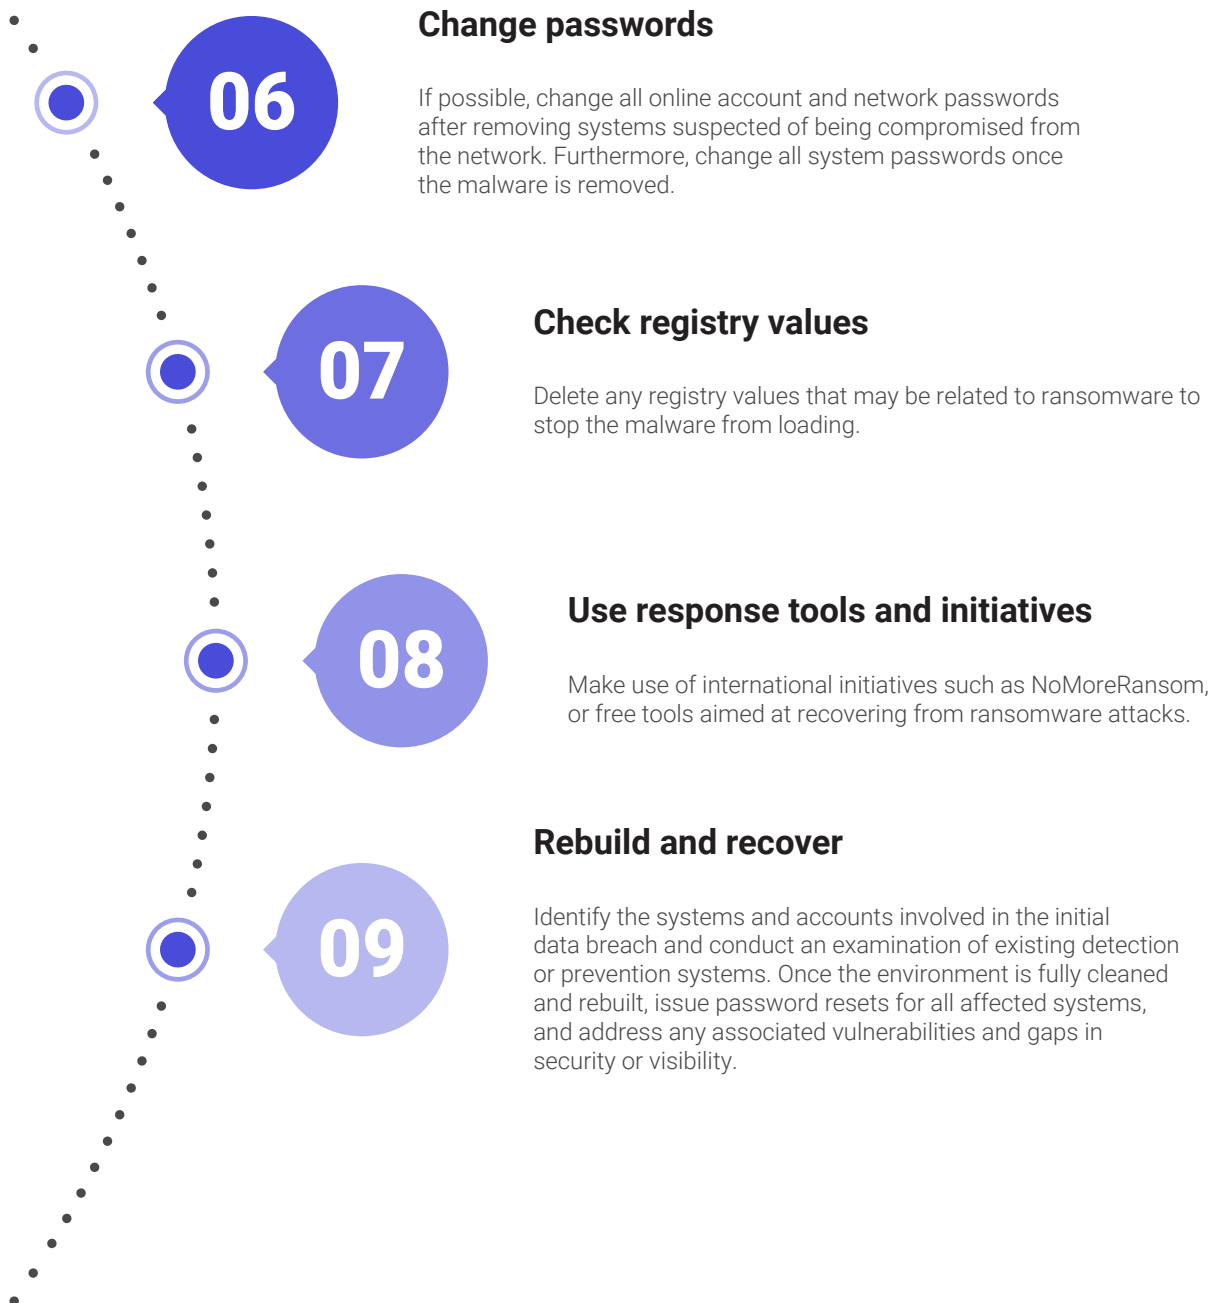 06
Change passwords
If possible, change all online account and network passwords
after removing systems suspected of being compromised from
the network. Furthermore, change all system passwords once
the malware is removed.
07
Check registry values
Delete any registry values that may be related to ransomware to
stop the malware from loading.
08
Use response tools and initiatives
Make use of international initiatives such as NoMoreRansom,
or free tools aimed at recovering from ransomware attacks.
09
Rebuild and recover
Identify the systems and accounts involved in the initial
data breach and conduct an examination of existing detection
or prevention systems. Once the environment is fully cleaned
and rebuilt, issue password resets for all affected systems,
and address any associated vulnerabilities and gaps in
security or visibility.